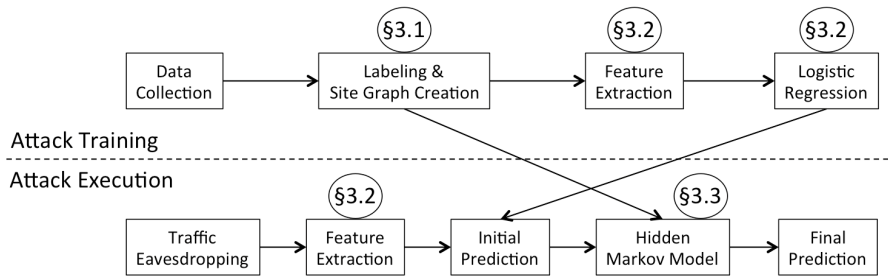 §3.1
§3.2
§3.2
Data
Collection
Labeling &
Site Graph Creation
Feature
Extraction
Logistic
Regression
Attack Training
Attack Execution
§3.2
§3.3
Traffic
Eavesdropping
Feature
Extraction
Initial
Prediction
Hidden
Markov Model
Final
Prediction